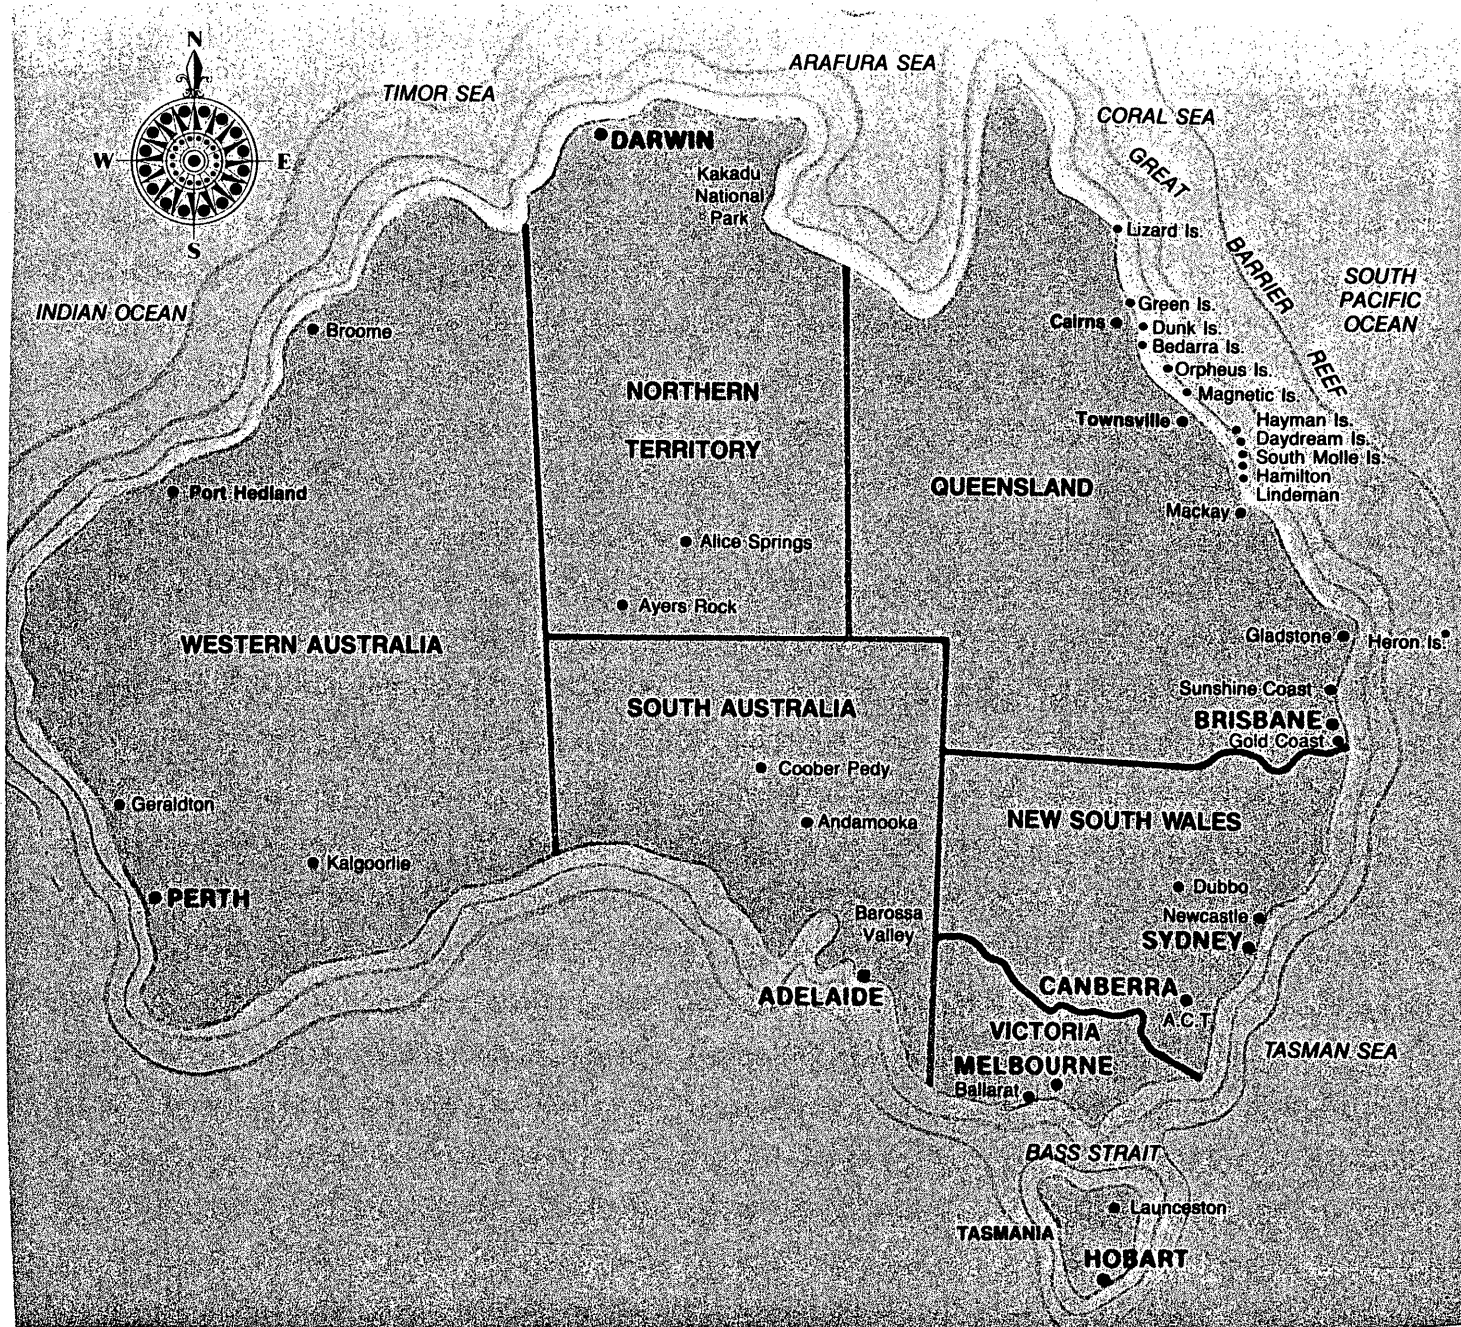 N
W
E
S
TIMOR SEA
ARAFURA SEA
CORAL SEA
GREAT
BARRIER
REEF
SOUTH
PACIFIC
OCEAN
INDIAN OCEAN
DARWIN
Kakadu
National
Park
Lizard Is.
Green Is.
Cairns
Dunk Is.
Bedarra Is.
Orpheus Is.
Magnetic Is.
Townsville
Hayman Is.
Daydream Is.
South Molle Is.
Hamilton
Lindeman
Mackay
Broome
Port Hedland
NORTHERN
TERRITORY
QUEENSLAND
Alice Springs
Ayers Rock
WESTERN AUSTRALIA
Gladstone
Heron Is.
Sunshine Coast
BRISBANE
Gold Coast
SOUTH AUSTRALIA
Coober Pedy
Andamooka
NEW SOUTH WALES
Geraldton
Kalgoorlie
PERTH
Dubbo
Newcastle
SYDNEY
Barossa
Valley
ADELAIDE
CANBERRA
A.C.T.
VICTORIA
MELBOURNE
Ballarat
TASMAN SEA
BASS STRAIT
Launceston
TASMANIA
HOBART